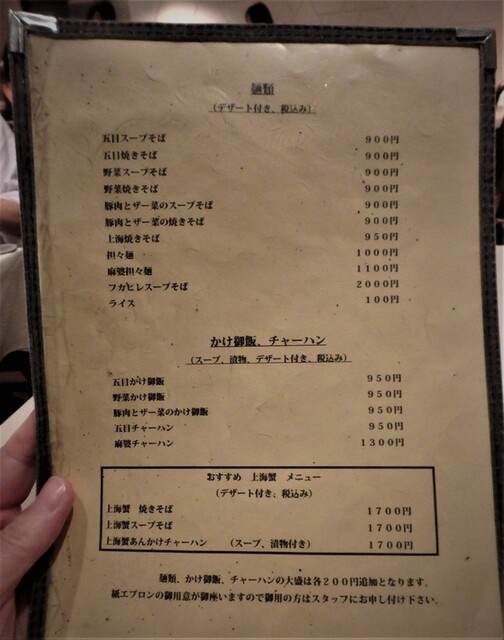 麺類
(デザート付き、税込み)
五目スープそば 900円
五目焼きそば 900円
野菜スープそば 900円
野菜焼きそば 900円
豚肉とザー菜のスープそば 900円
豚肉とザー菜の焼きそば 900円
上海焼きそば 950円
担々麺 1000円
麻婆担々麺 1100円
フカヒレスープそば 2000円
ライス 100円
かけ御飯、チャーハン
(スープ、漬物、デザート付き、税込み)
五目かけ御飯 950円
野菜かけ御飯 950円
豚肉とザー菜のかけ御飯 950円
五目チャーハン 950円
麻婆チャーハン 1300円
おすすめ 上海蟹 メニュー
(デザート付き、税込み)
上海蟹 焼きそば 1700円
上海蟹スープそば 1700円
上海蟹あんかけチャーハン (スープ、漬物付き) 1700円
麺類、かけ御飯、チャーハンの大盛は各200円追加となります。
紙エプロンの御用意が御座いますので御用の方はスタッフにお申し付け下さい。